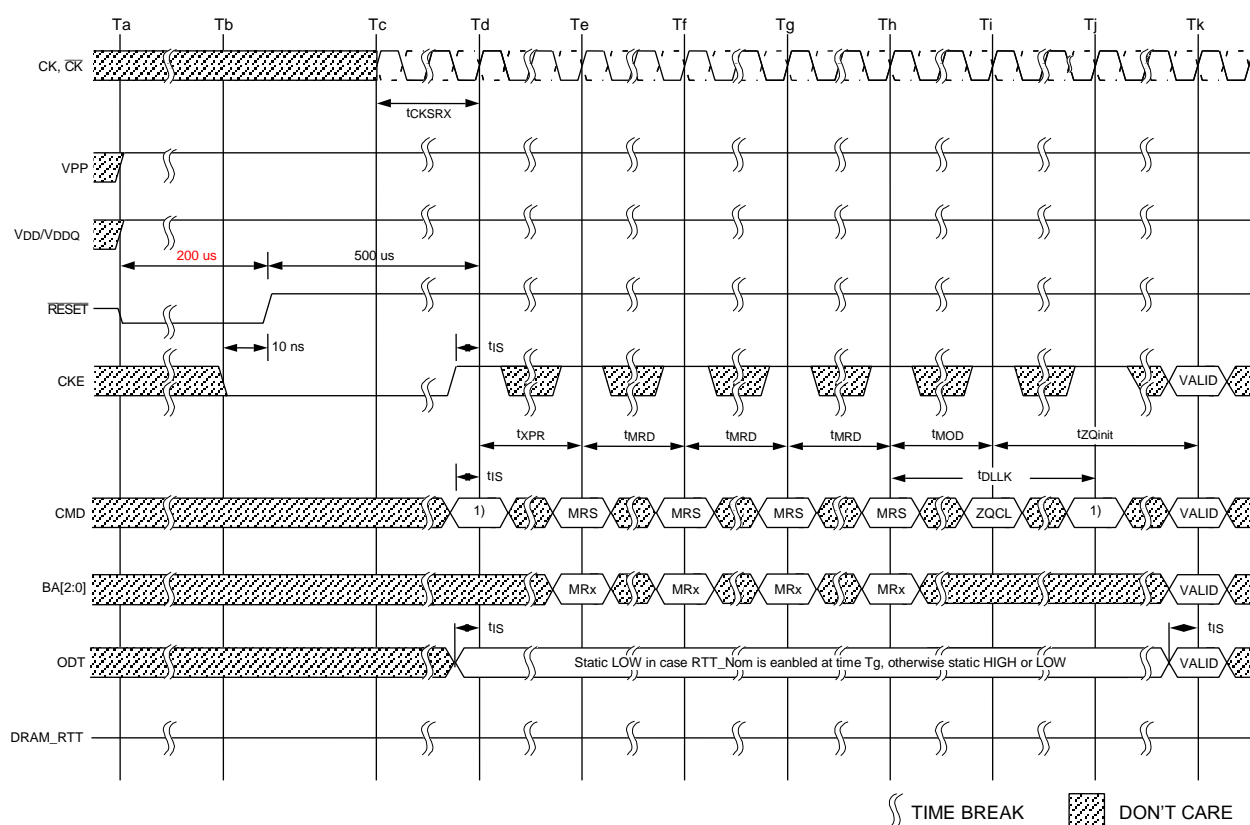 Ta Tb Tc Td Te Tf Tg Th Ti Tj Tk
CK, CK
tCKSRX
VPP
VDD/VDDQ
200 us 500 us
RESET
10 ns tIS
CKE VALID
tXPR tMRD tMRD tMRD tMOD tZQinit
tIS tDLLK
CMD 1) MRS MRS MRS MRS ZQCL 1) VALID
BA[2:0] MRx MRx MRx MRx VALID
tIS tIS
ODT Static LOW in case RTT_Nom is eanbled at time Tg, otherwise static HIGH or LOW VALID
DRAM_RTT
TIME BREAK DON'T CARE